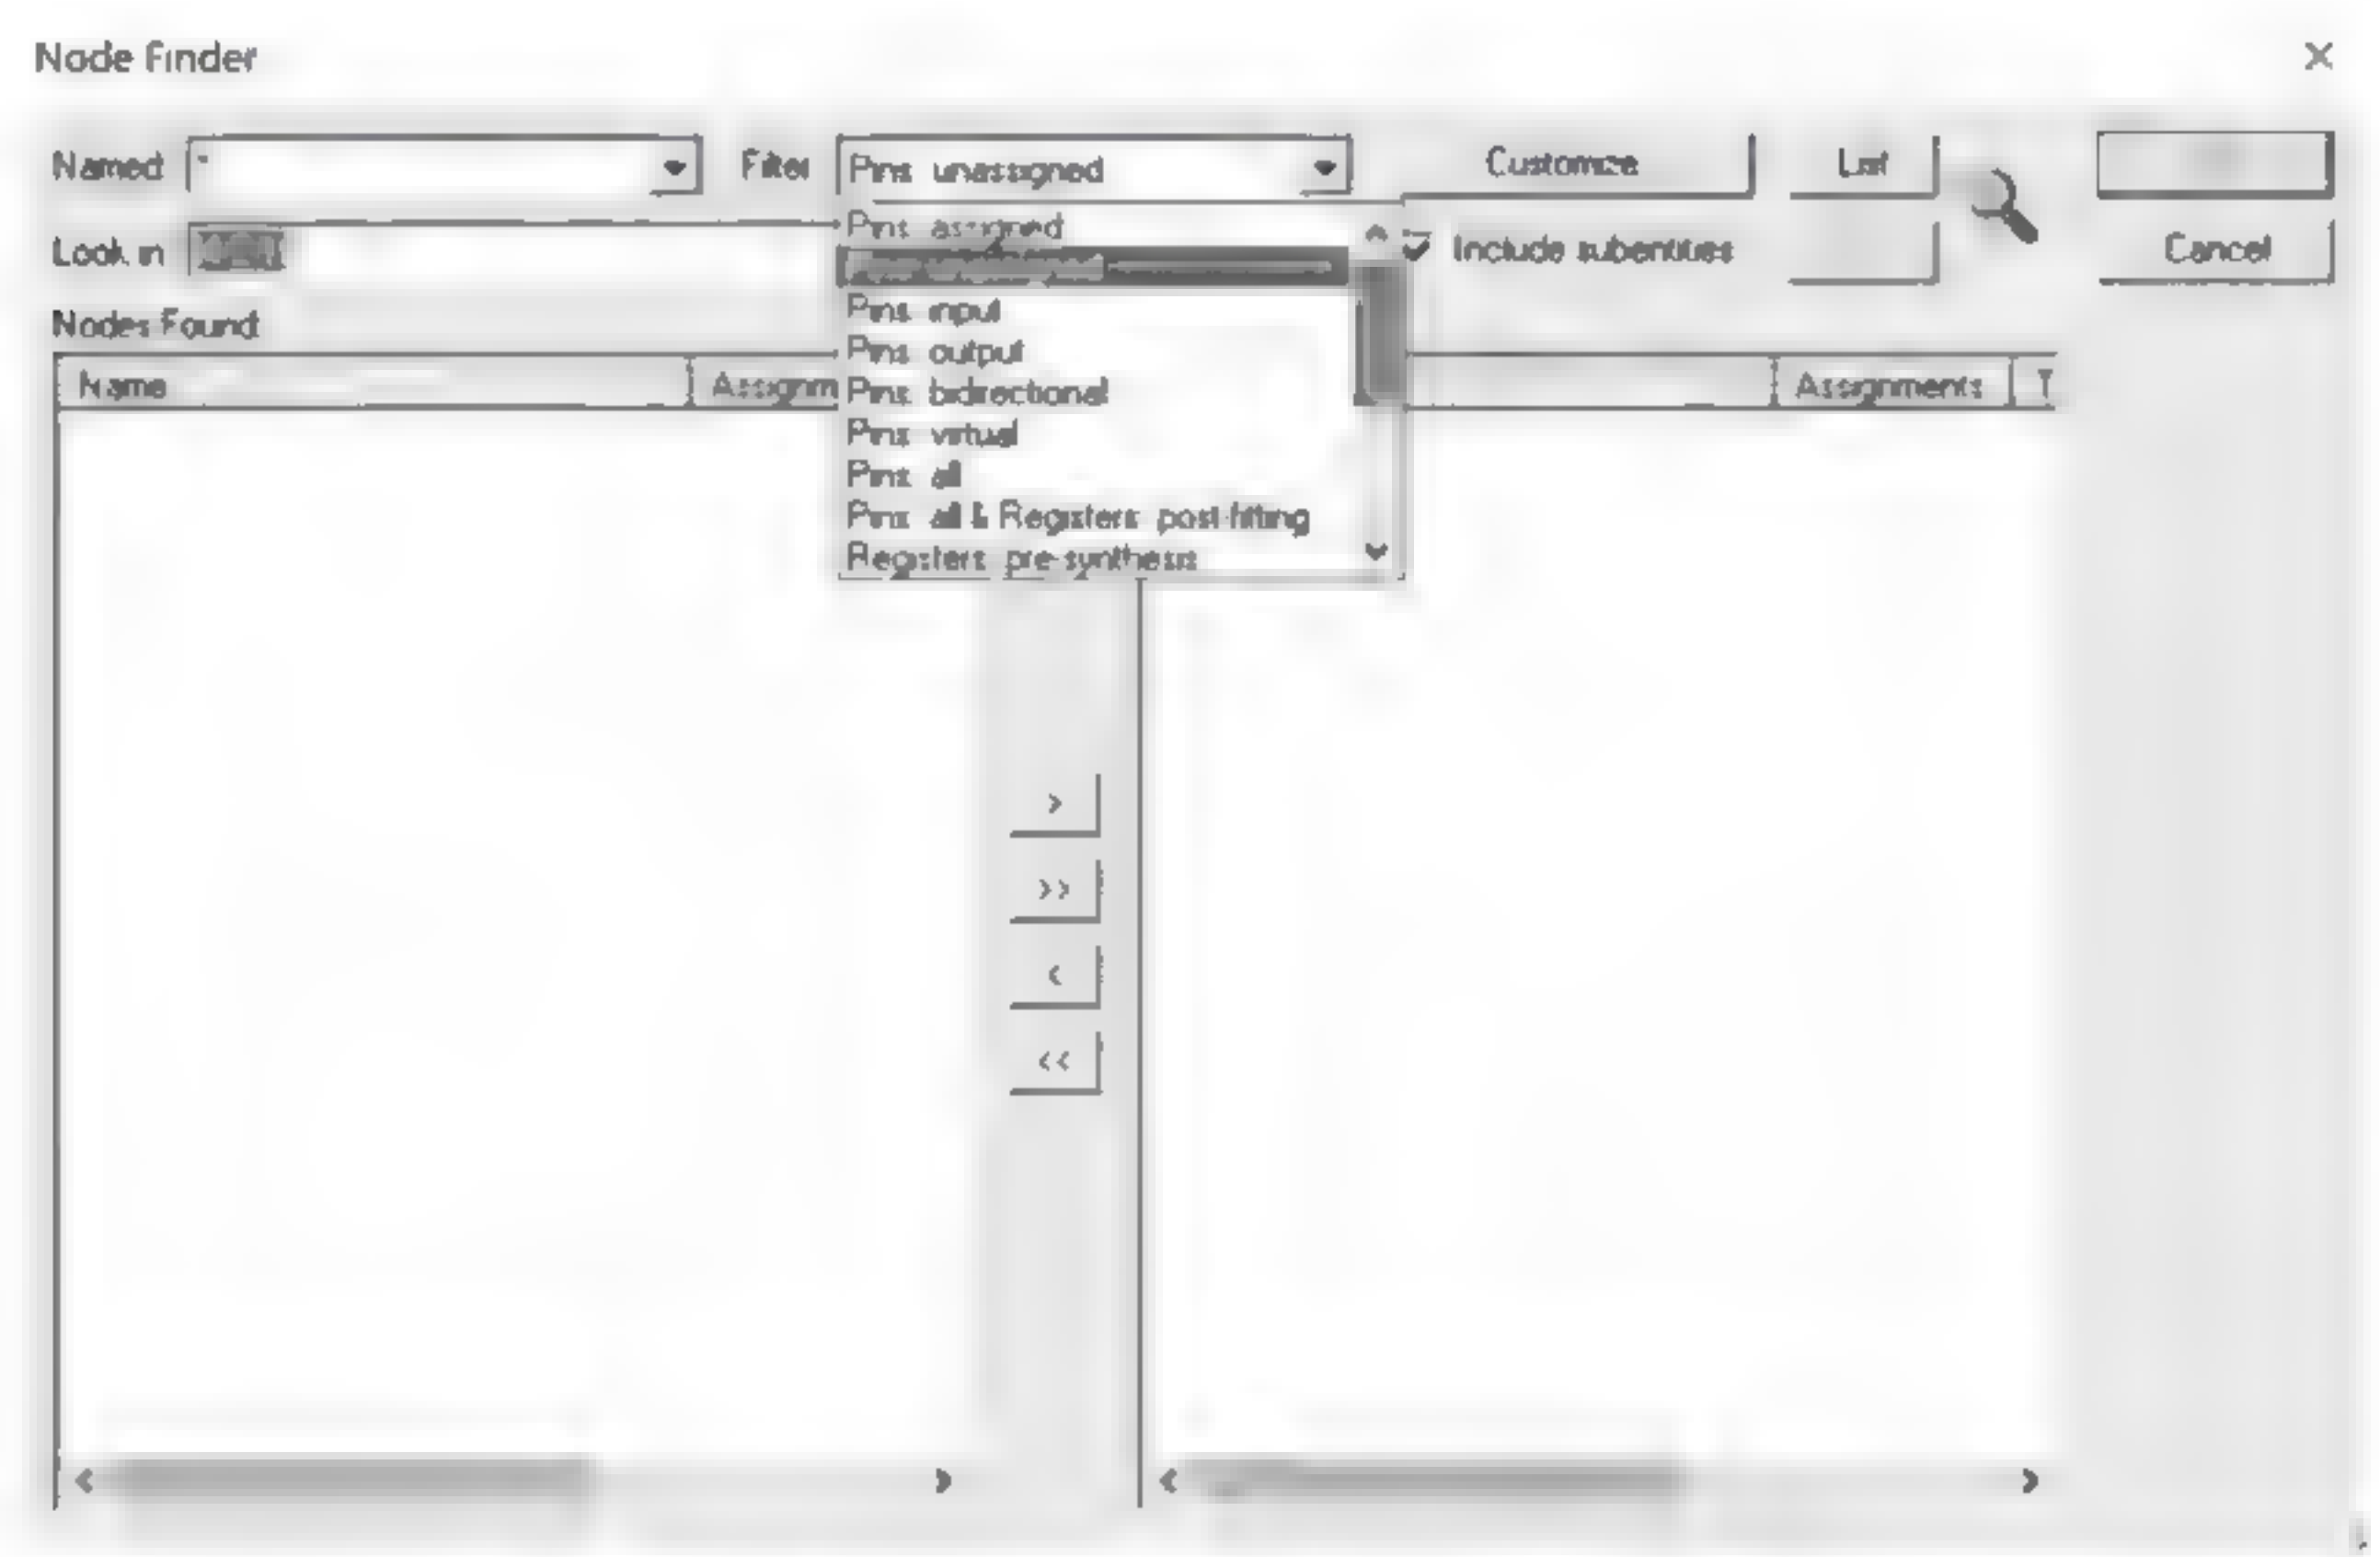 Node Finder
Named * Filter Pins unassigned Customize List
Look in Include subentities Cancel
Nodes Found
Name Assignm Assignments T
Pins assigned
Pins input
Pins output
Pins bidirectional
Pins virtual
Pins all
Pins all & Registers post-fitting
Registers pre-synthesis
>
>>
<
<<